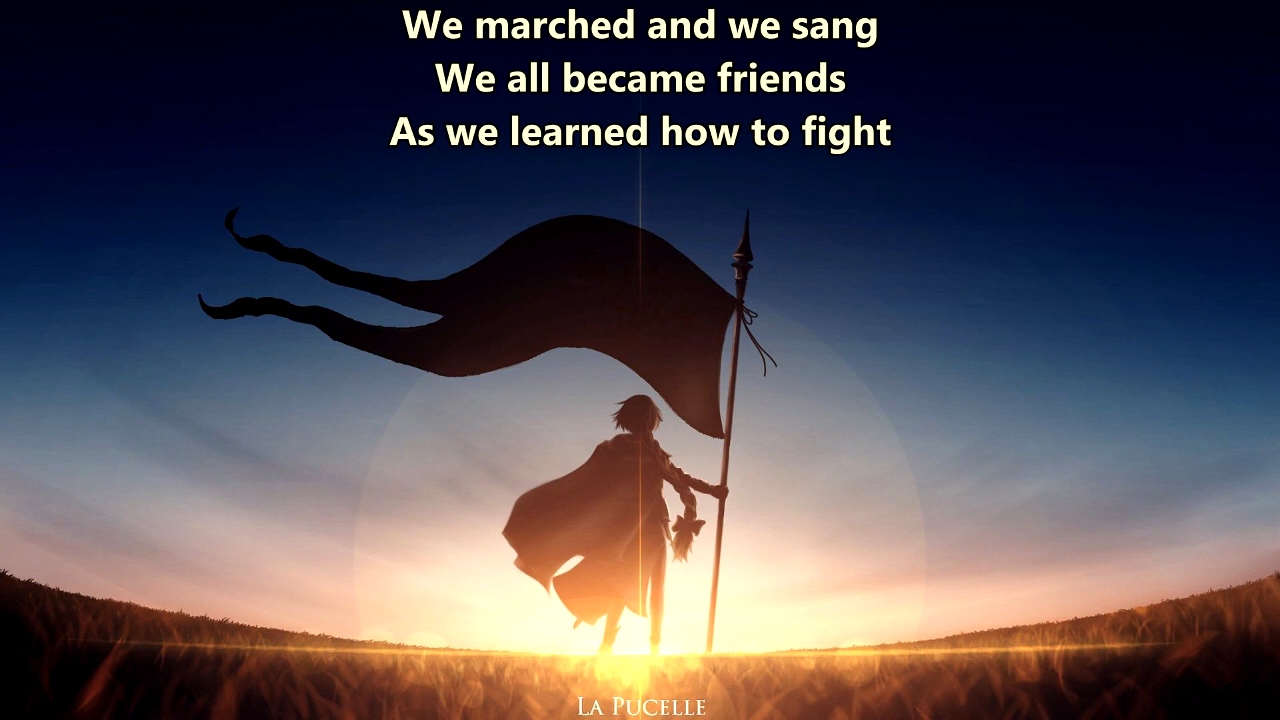 We marched and we sang
We all became friends
As we learned how to fight
LA PUCELLE